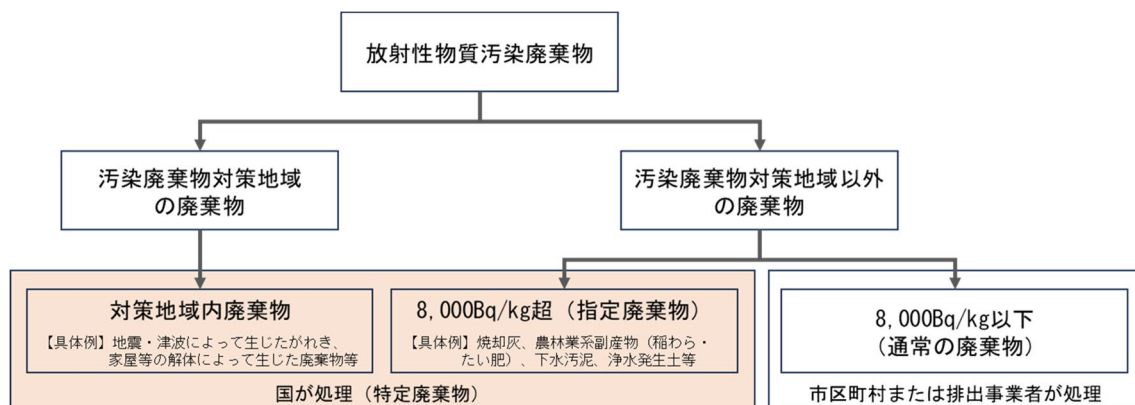 放射性物質汚染廃棄物
汚染廃棄物対策地域
の廃棄物
汚染廃棄物対策地域以外
の廃棄物
対策地域内廃棄物
【具体例】地震・津波によって生じたがれき、
家屋等の解体によって生じた廃棄物等
8,000Bq/kg超（指定廃棄物）
【具体例】焼却灰、農林業系副産物（稲わら・
たい肥）、下水汚泥、浄水発生土等
国が処理（特定廃棄物）
8,000Bq/kg以下
（通常の廃棄物）
市区町村または排出事業者が処理